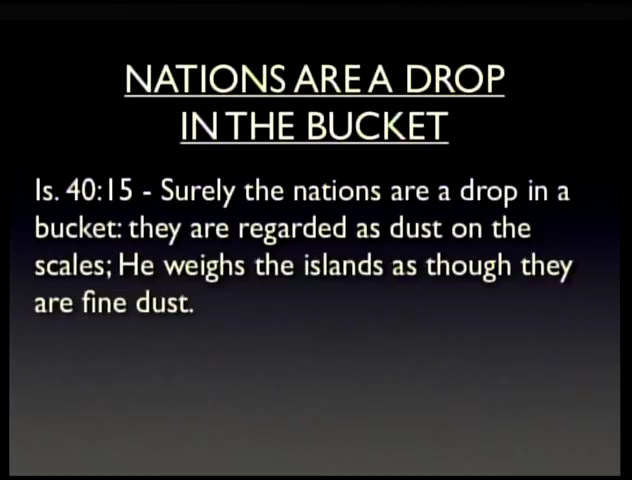 NATIONS ARE A DROP
IN THE BUCKET
Is. 40:15 - Surely the nations are a drop in a
bucket: they are regarded as dust on the
scales; He weighs the islands as though they
are fine dust.